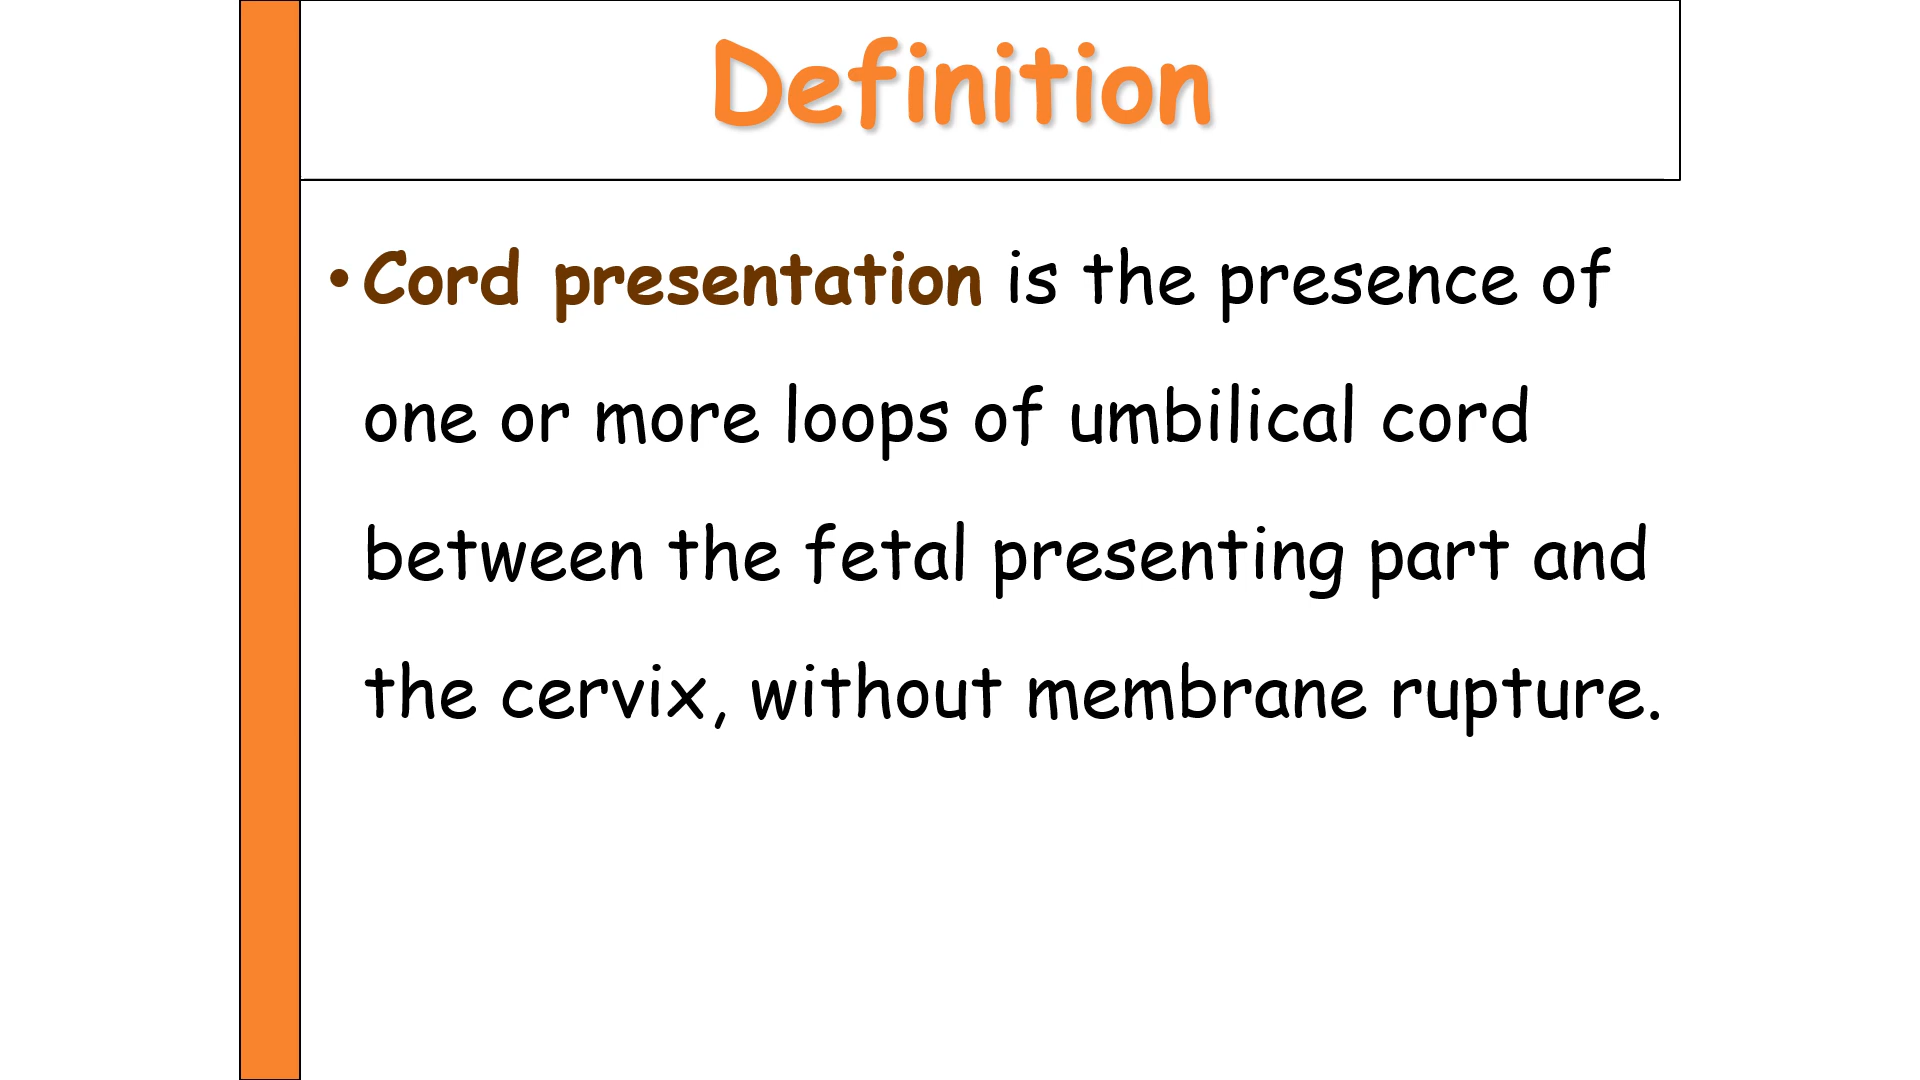 Definition
• Cord presentation is the presence of
one or more loops of umbilical cord
between the fetal presenting part and
the cervix, without membrane rupture.